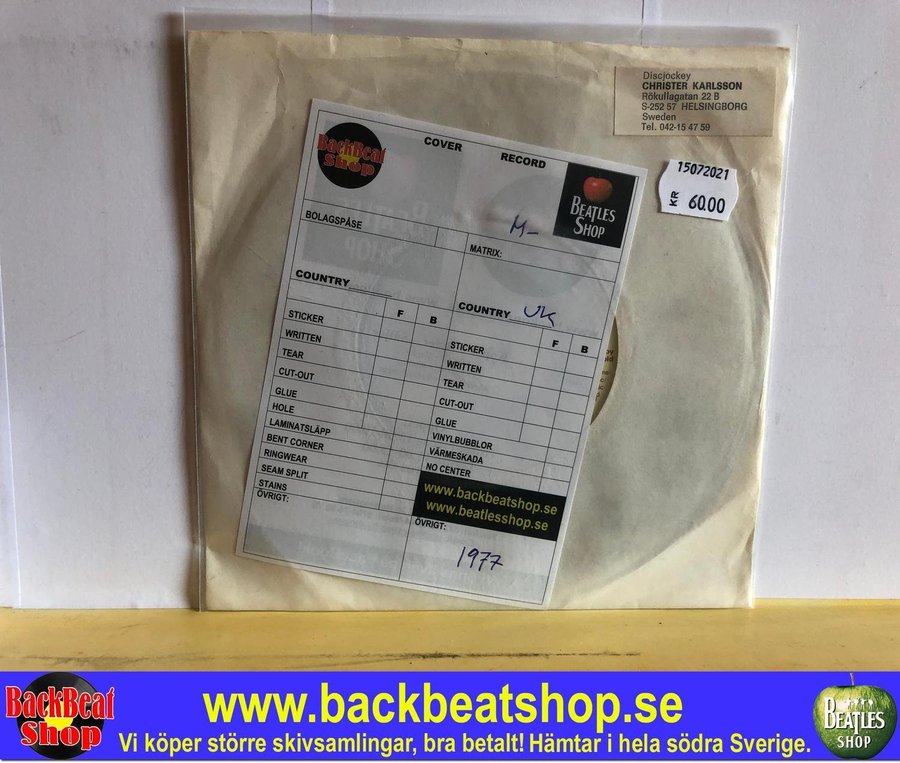 Discjockey
CHRISTER KARLSSON
Rökullagatan 22 B
S-252 57 HELSINGBORG
Sweden
Tel. 042-15 47 59
15072021
KR 60.00
BackBeat
Shop
COVER
RECORD
BEATLES
SHOP
M-
BOLAGSPÅSE
MATRIX:
COUNTRY
COUNTRY UK
F B
F B
STICKER
WRITTEN
TEAR
CUT-OUT
GLUE
HOLE
LAMINATSLÄPP
BENT CORNER
RINGWEAR
SEAM SPLIT
STAINS
ÖVRIGT:
STICKER
WRITTEN
TEAR
CUT-OUT
GLUE
VINYLBUBBLOR
VÄRMESKADA
NO CENTER
www.backbeatshop.se
www.beatlesshop.se
ÖVRIGT:
1977
BackBeat
Shop
www.backbeatshop.se
Vi köper större skivsamlingar, bra betalt! Hämtar i hela södra Sverige.
BEATLES
SHOP